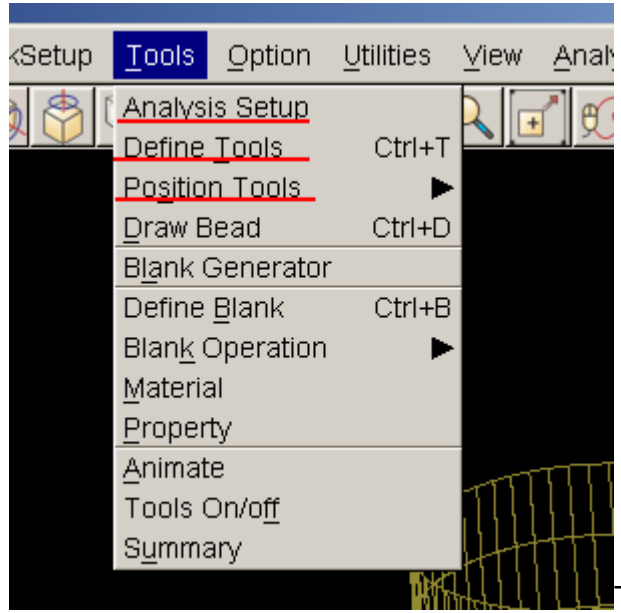 Setup Tools Option Utilities View Analy
Analysis Setup
Define Tools Ctrl+T
Position Tools
Draw Bead Ctrl+D
Blank Generator
Define Blank Ctrl+B
Blank Operation
Material
Property
Animate
Tools On/off
Summary